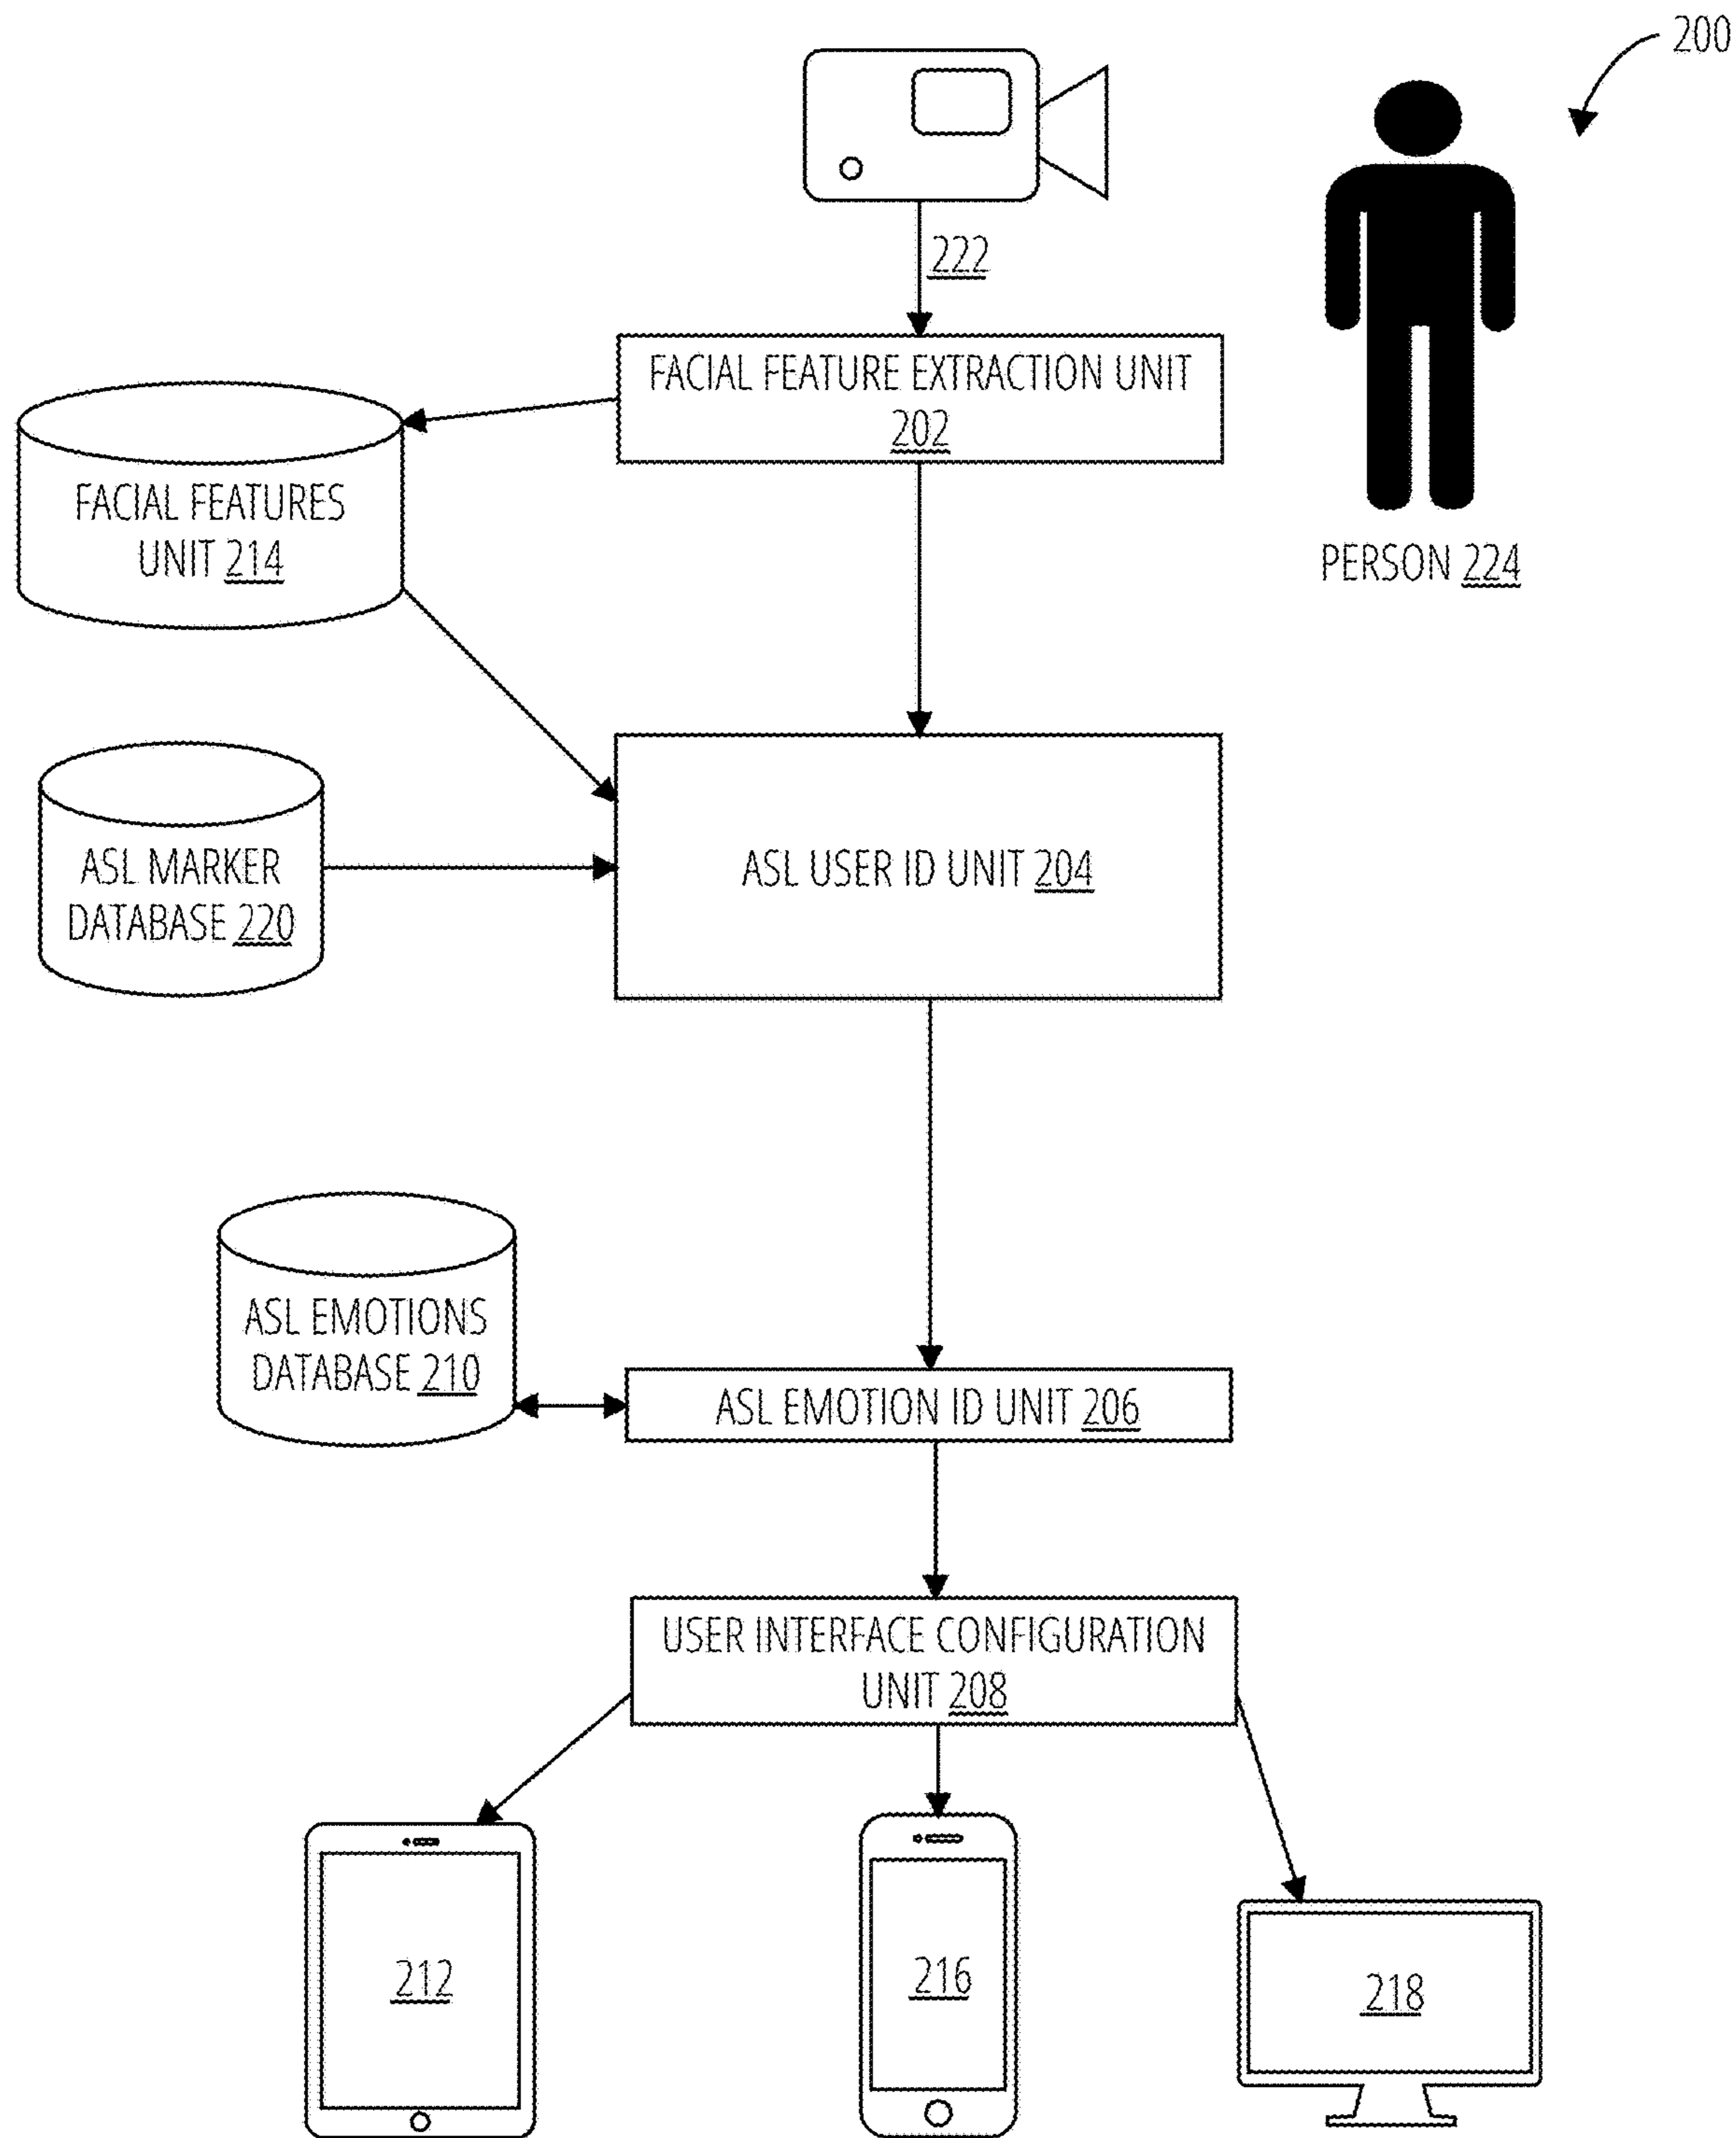 200
222
FACIAL FEATURE EXTRACTION UNIT
202
FACIAL FEATURES
UNIT 214
PERSON 224
ASL MARKER
DATABASE 220
ASL USER ID UNIT 204
ASL EMOTIONS
DATABASE 210
ASL EMOTION ID UNIT 206
USER INTERFACE CONFIGURATION
UNIT 208
212
216
218